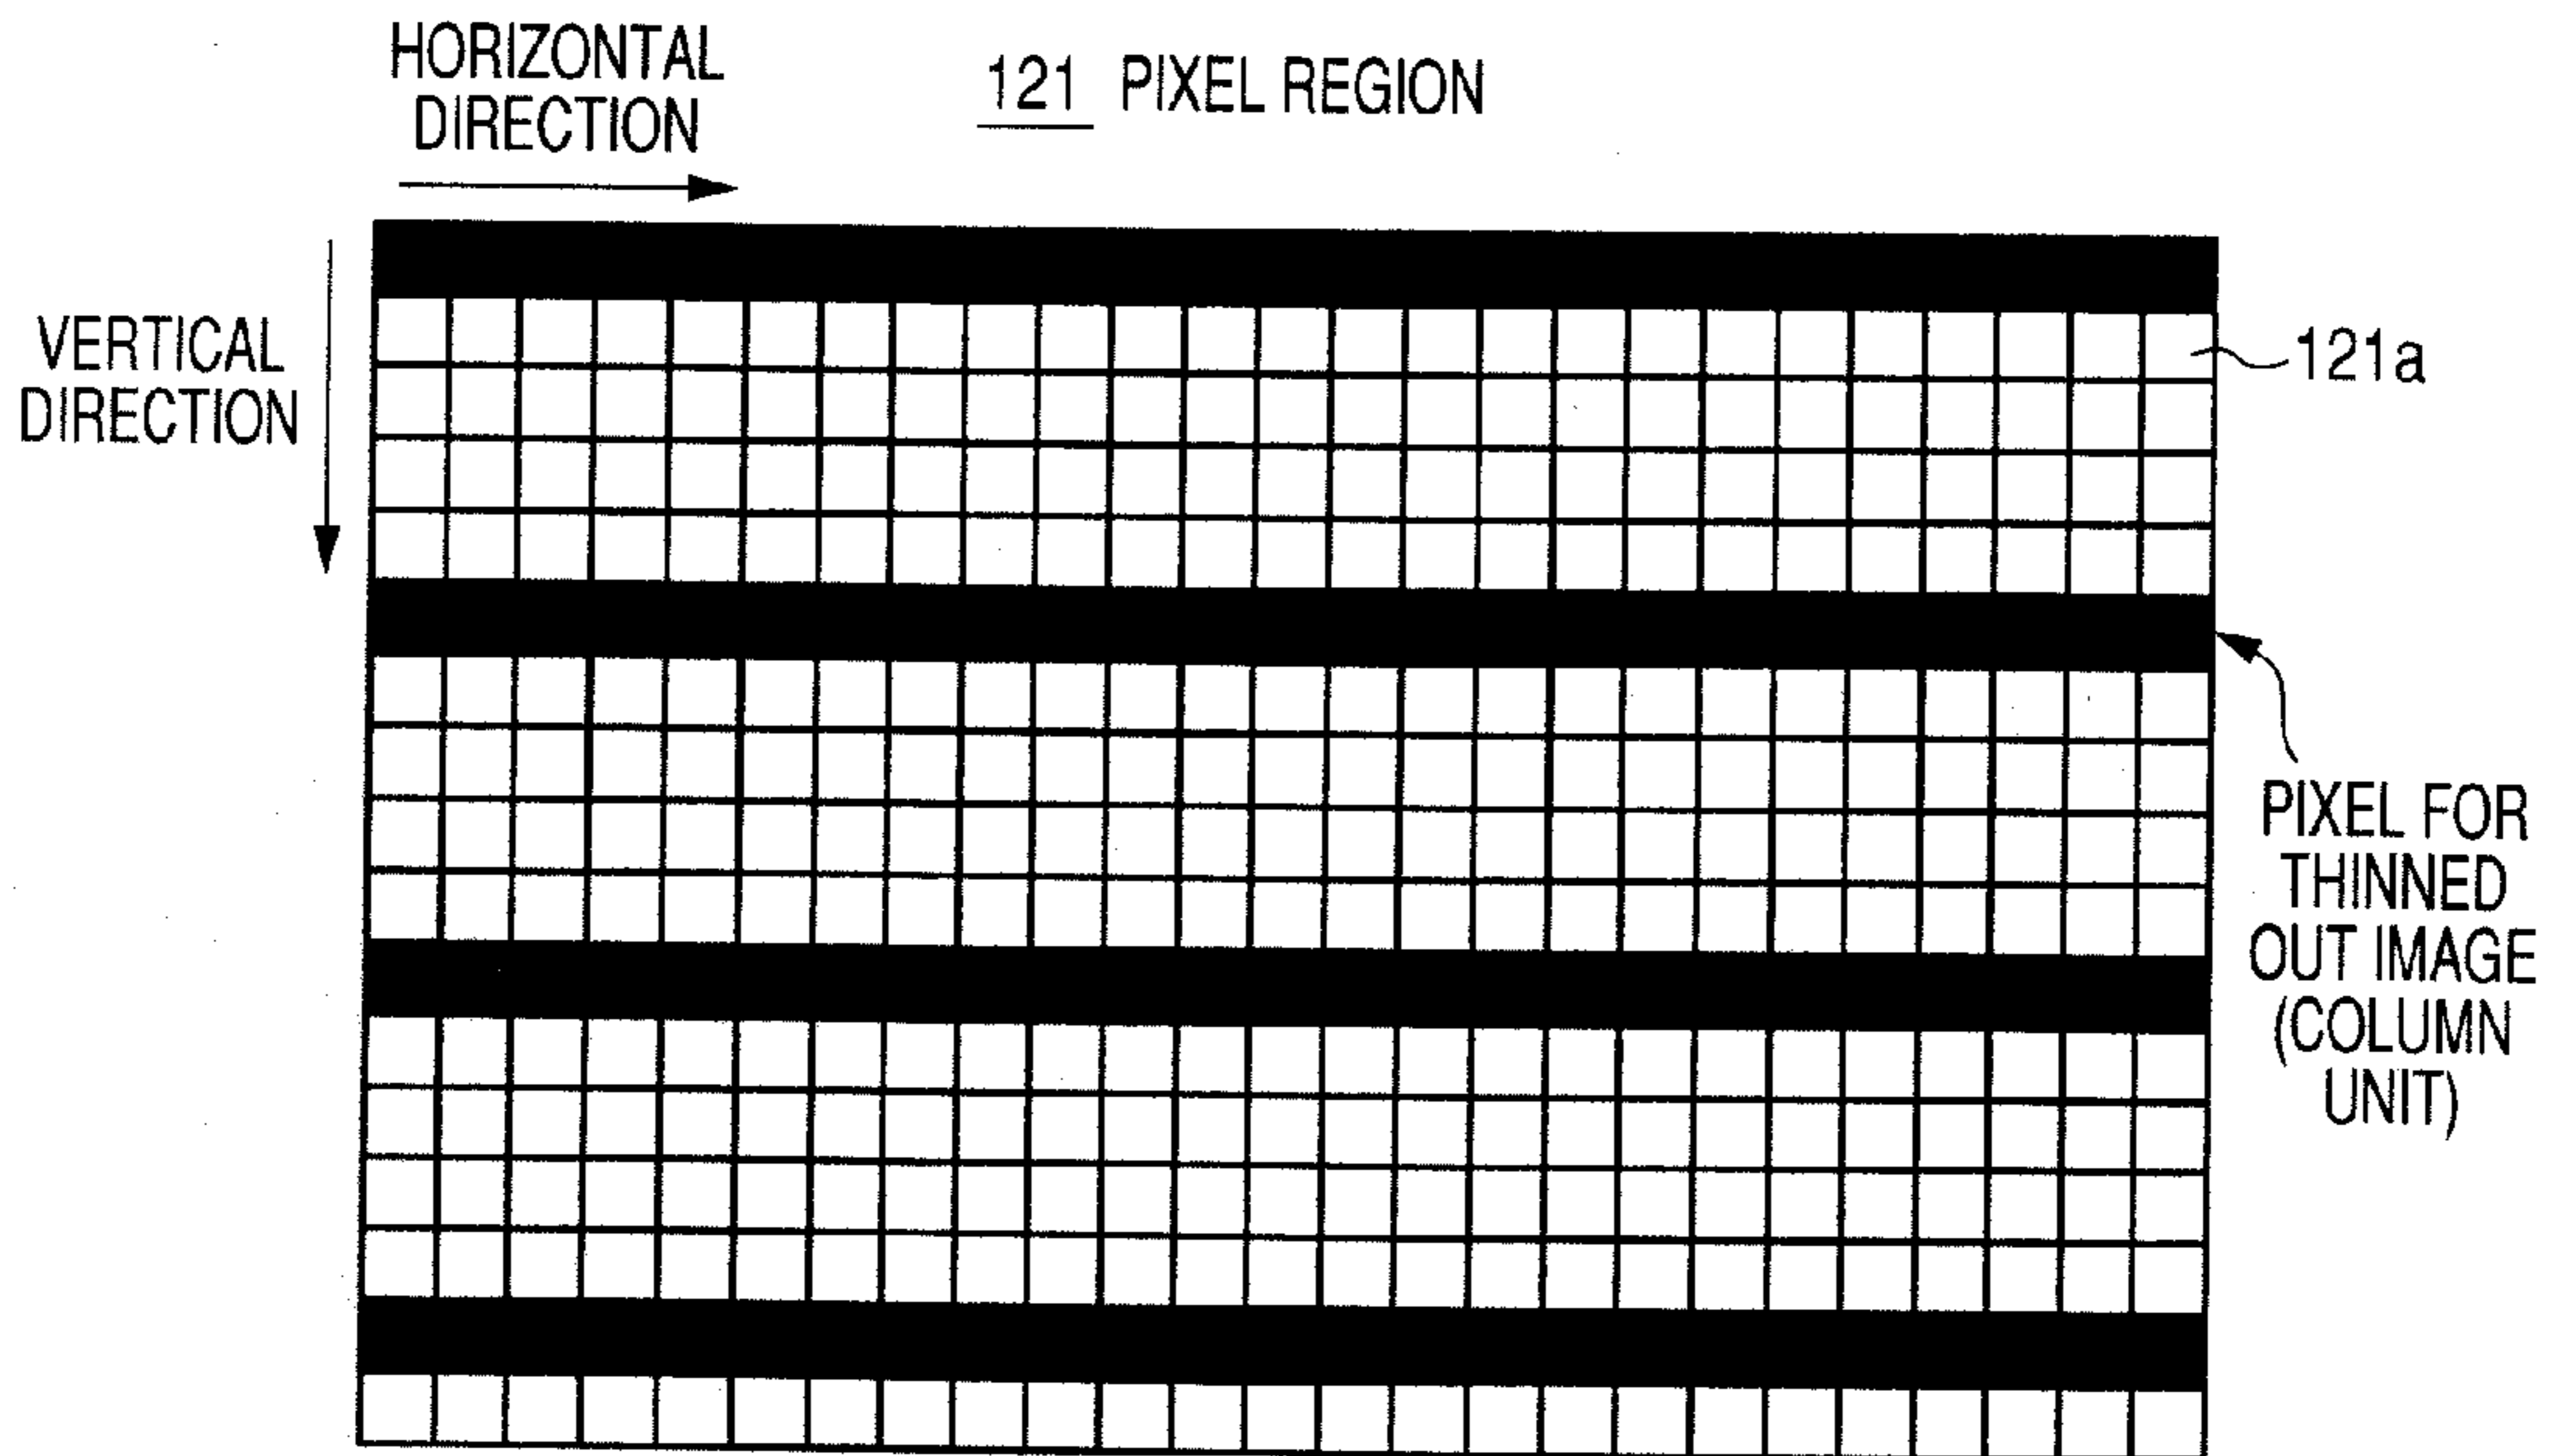 HORIZONTAL
DIRECTION
121 PIXEL REGION
VERTICAL
DIRECTION
121a
PIXEL FOR
THINNED
OUT IMAGE
(COLUMN
UNIT)